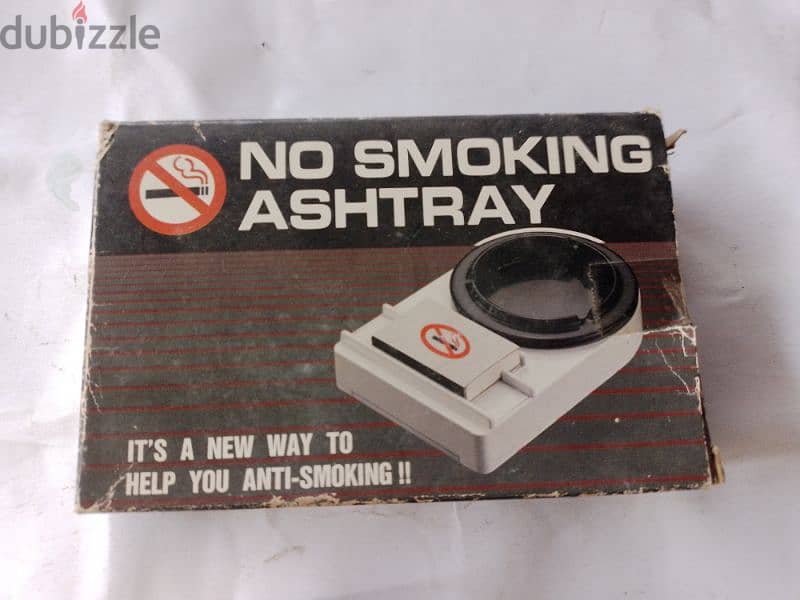 dubizzle
NO SMOKING
ASHTRAY
IT'S A NEW WAY TO
HELP YOU ANTI-SMOKING!!